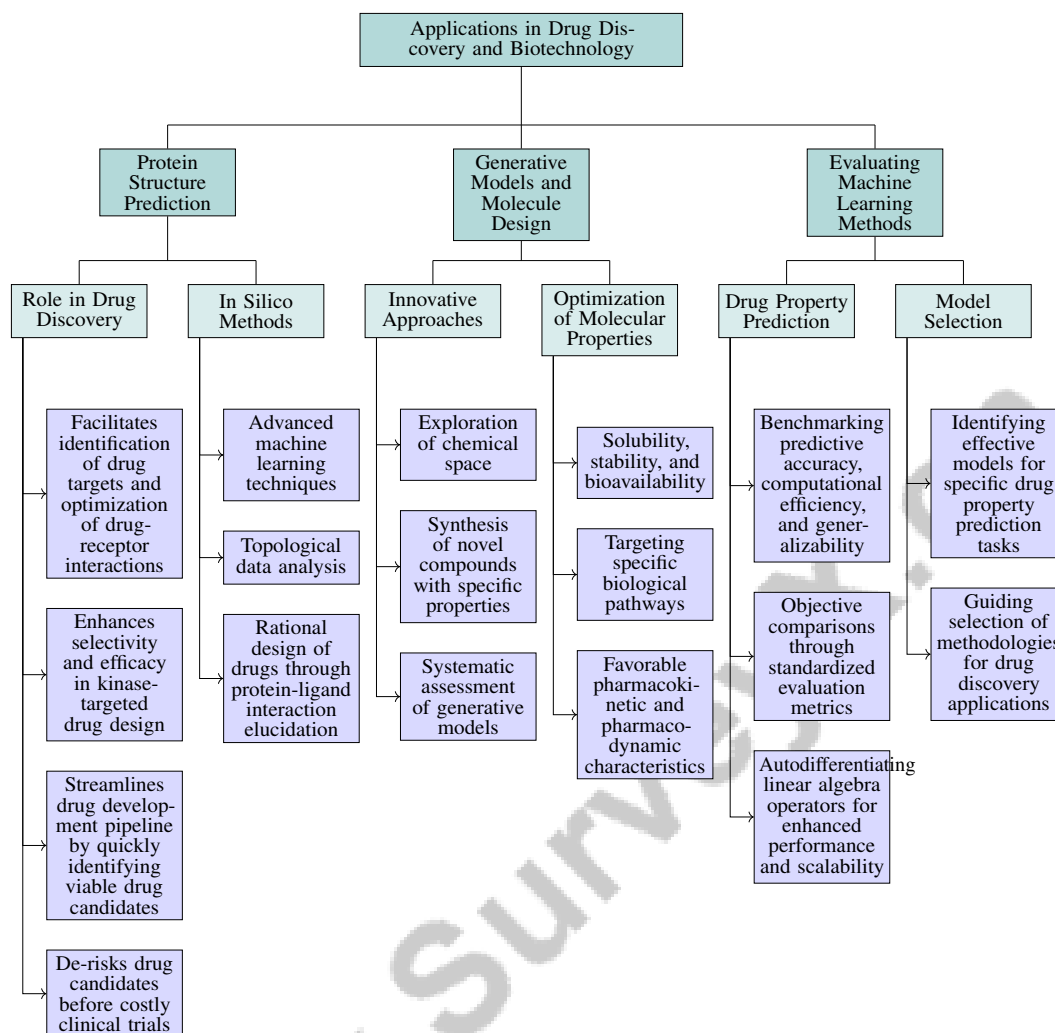 Applications in Drug Dis-
covery and Biotechnology
Protein
Structure
Prediction
Generative
Models and
Molecule
Design
Evaluating
Machine
Learning
Methods
Role in Drug
Discovery
In Silico
Methods
Innovative
Approaches
Optimization
of Molecular
Properties
Drug Property
Prediction
Model
Selection
Facilitates
identification
of drug
targets and
optimization
of drug-
receptor
interactions
Enhances
selectivity
and efficacy
in kinase-
targeted
drug design
Streamlines
drug develop-
ment pipeline
by quickly
identifying
viable drug
candidates
De-risks drug
candidates
before costly
clinical trials
Advanced
machine
learning
techniques
Topological
data analysis
Rational
design of
drugs through
protein-ligand
interaction
elucidation
Exploration
of chemical
space
Synthesis
of novel
compounds
with specific
properties
Systematic
assessment
of generative
models
Solubility,
stability, and
bioavailability
Targeting
specific
biological
pathways
Favorable
pharmacoki-
netic and
pharmaco-
dynamic
characteristics
Benchmarking
predictive
accuracy,
computational
efficiency,
and gener-
alizability
Objective
comparisons
through
standardized
evaluation
metrics
Autodifferentiating
linear algebra
operators for
enhanced
performance
and scalability
Identifying
effective
models for
specific drug
property
prediction
tasks
Guiding
selection of
methodologies
for drug
discovery
applications